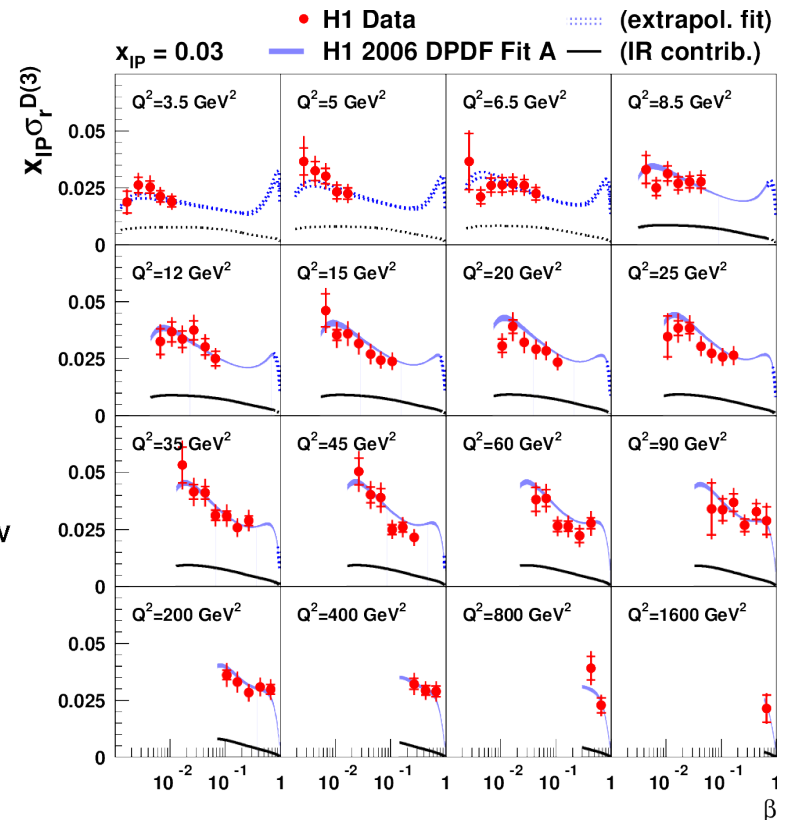 H1 Data (extrapol. fit)
x_IP = 0.03 H1 2006 DPDF Fit A (IR contrib.)
x_IP σ_r^D(3)
Q²=3.5 GeV² Q²=5 GeV² Q²=6.5 GeV² Q²=8.5 GeV²
0.05
0.025
0
Q²=12 GeV² Q²=15 GeV² Q²=20 GeV² Q²=25 GeV²
0.05
0.025
0
Q²=35 GeV² Q²=45 GeV² Q²=60 GeV² Q²=90 GeV²
0.05
0.025
v
0
Q²=200 GeV² Q²=400 GeV² Q²=800 GeV² Q²=1600 GeV²
0.05
0.025
0
10⁻² 10⁻¹ 1 10⁻² 10⁻¹ 1 10⁻² 10⁻¹ 1 10⁻² 10⁻¹ 1
β